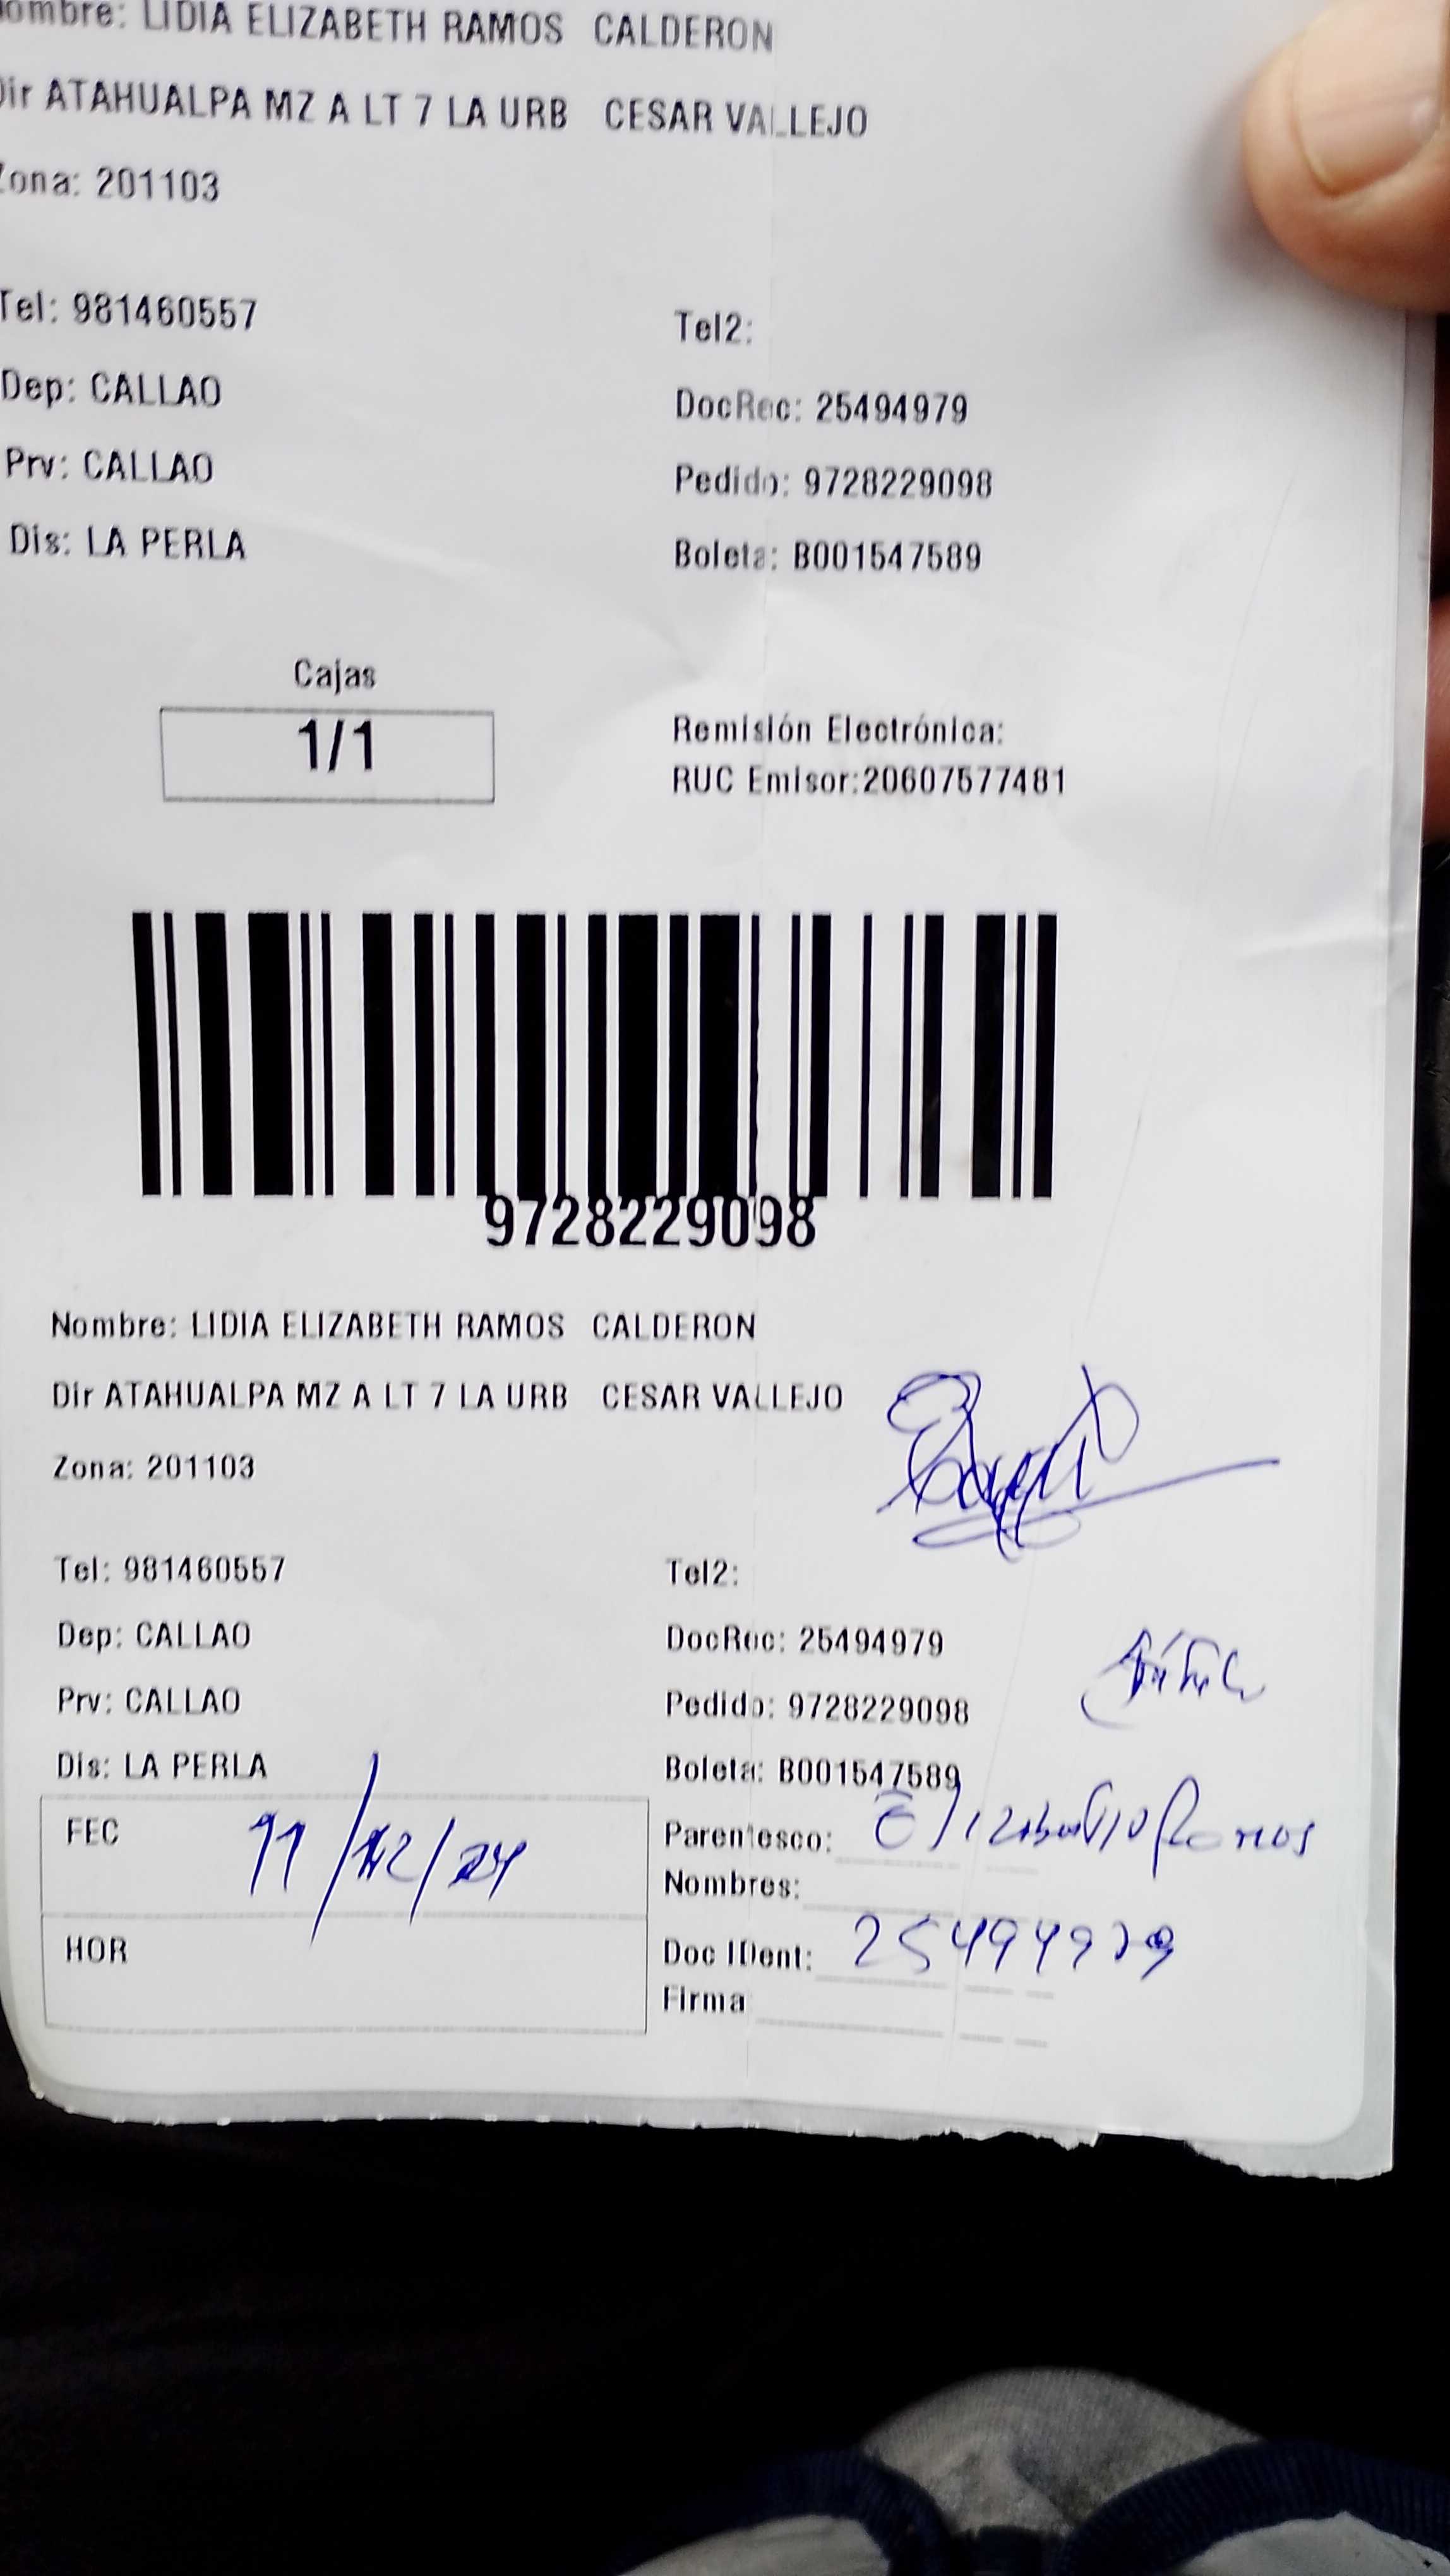 ombre: LIDIA ELIZABETH RAMOS CALDERON
Dir ATAHUALPA MZ A LT 7 LA URB CESAR VALLEJO
Zona: 201103
Tel: 981460557 Tel2:
Dep: CALLAO DocRec: 25494979
Prv: CALLAO Pedido: 9728229098
Dis: LA PERLA Boleta: B001547589
Cajas
1/1
Remisión Electrónica:
RUC Emisor:20607577481
9728229098
Nombre: LIDIA ELIZABETH RAMOS CALDERON
Dir ATAHUALPA MZ A LT 7 LA URB CESAR VALLEJO
Zona: 201103
Tel: 981460557 Tel2:
Dep: CALLAO DocRec: 25494979
Prv: CALLAO Pedido: 9728229098
Dis: LA PERLA Boleta: B001547589
FEC 11/12/24
Parentesco: Ramos
Nombres:
HOR
Doc IDent: 25494979
Firma